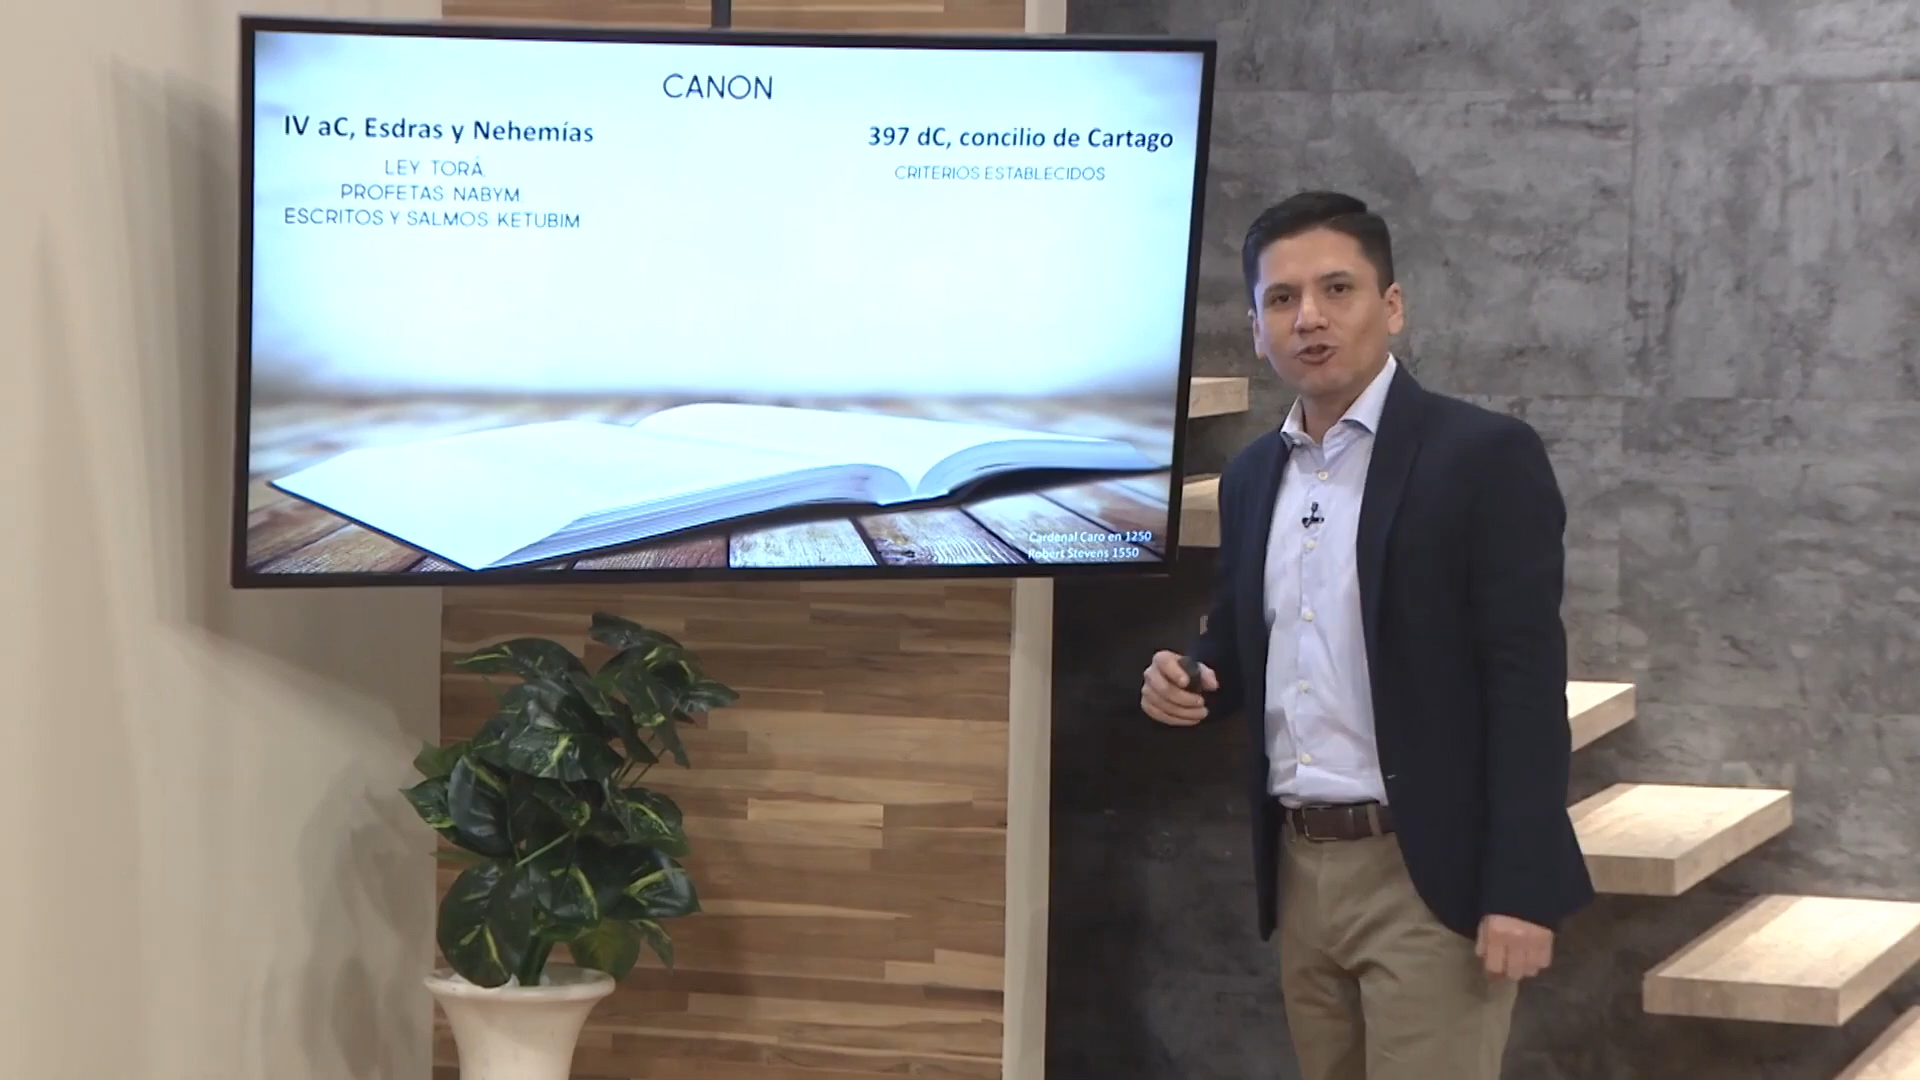 CANON
IV aC, Esdras y Nehemías
LEY TORÁ
PROFETAS NABYM
ESCRITOS Y SALMOS KETUBIM
397 dC, concilio de Cartago
CRITERIOS ESTABLECIDOS
Cardenal Caro en 1250
Robert Stevens 1550